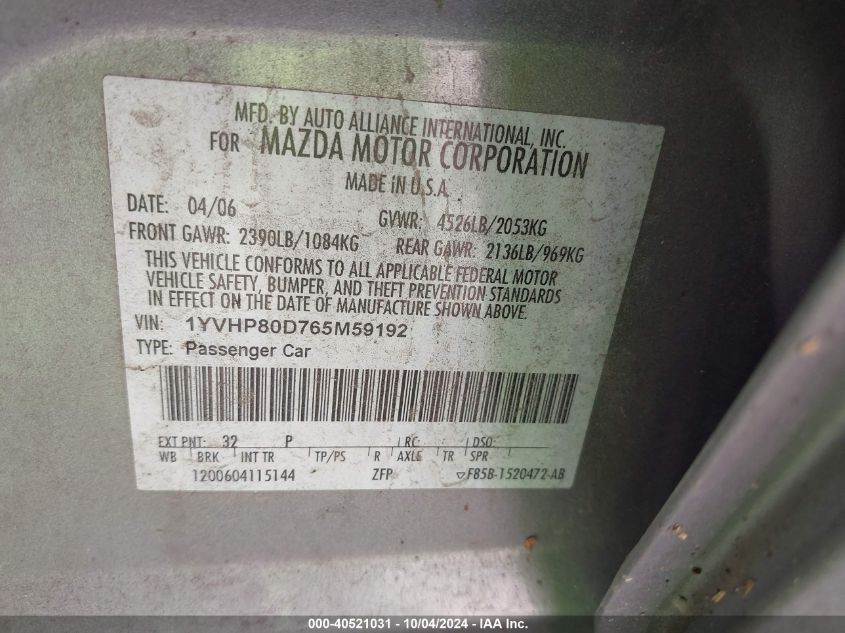 MFD. BY AUTO ALLIANCE INTERNATIONAL, INC.
FOR MAZDA MOTOR CORPORATION
MADE IN U.S.A
DATE: 04/06 GVWR: 4526LB/2053KG
FRONT GAWR: 2390LB/1084KG REAR GAWR: 2136LB/969KG
THIS VEHICLE CONFORMS TO ALL APPLICABLE FEDERAL MOTOR
VEHICLE SAFETY, BUMPER, AND THEFT PREVENTION STANDARDS
IN EFFECT ON THE DATE OF MANUFACTURE SHOWN ABOVE.
VIN: 1YVHP80D765M59192
TYPE: Passenger Car
EXT PNT: 32 P RC: DSO:
WB BRK INT TR TP/PS R AXLE TR SPR
1200604115144 ZFP F85B-1520472-AB
000-40521031 - 10/04/2024 - IAA Inc.